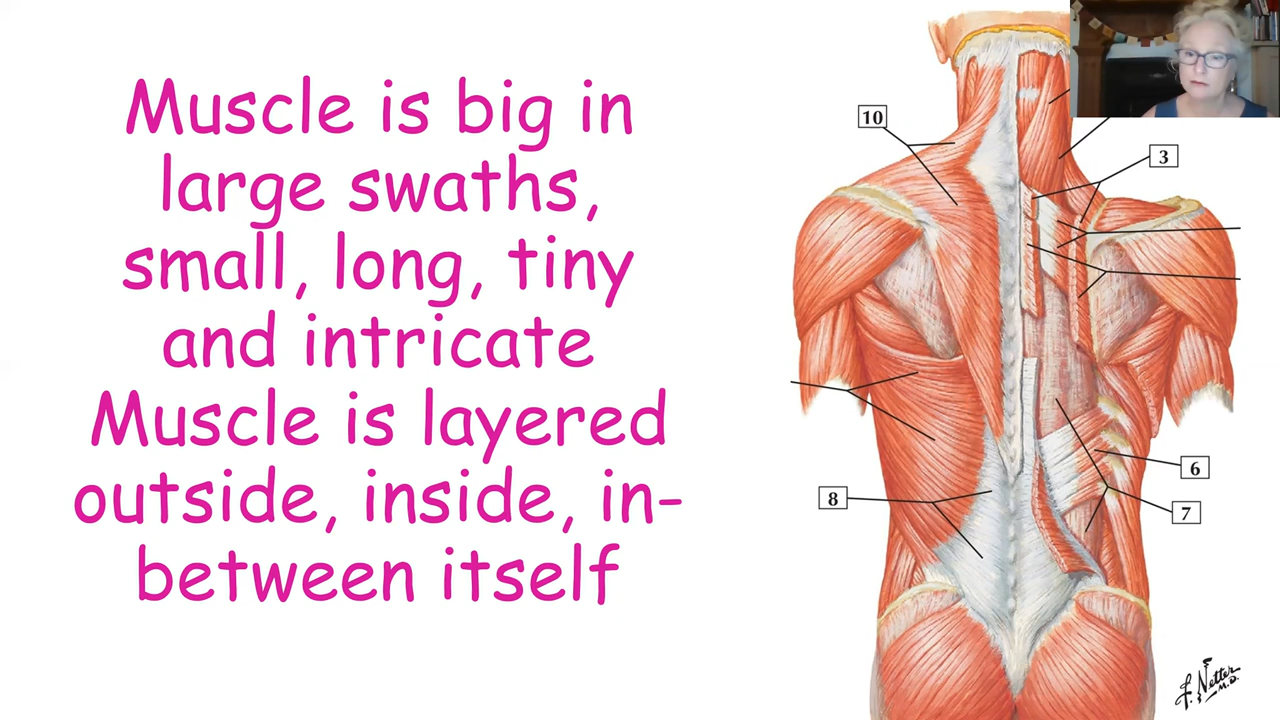 Muscle is big in
large swaths,
small, long, tiny
and intricate
Muscle is layered
outside, inside, in-
between itself
10
3
6
8
7
F. Netter
M.D.